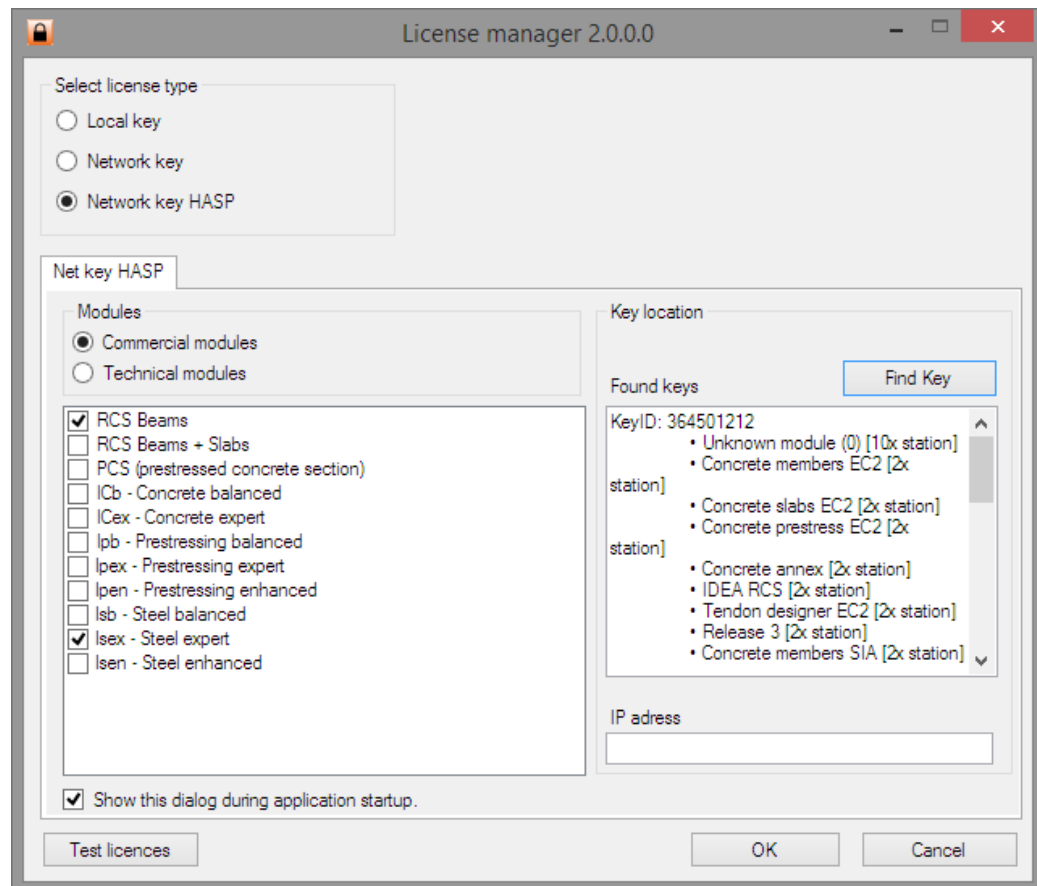 License manager 2.0.0.0
Select license type
Local key
Network key
Network key HASP
Net key HASP
Modules
Commercial modules
Technical modules
RCS Beams
RCS Beams + Slabs
PCS (prestressed concrete section)
ICb - Concrete balanced
ICex - Concrete expert
Ipb - Prestressing balanced
Ipex - Prestressing expert
Ipen - Prestressing enhanced
Isb - Steel balanced
Isex - Steel expert
Isen - Steel enhanced
Key location
Found keys
Find Key
KeyID: 364501212
• Unknown module (0) [10x station]
• Concrete members EC2 [2x
station]
• Concrete slabs EC2 [2x station]
• Concrete prestress EC2 [2x
station]
• Concrete annex [2x station]
• IDEA RCS [2x station]
• Tendon designer EC2 [2x station]
• Release 3 [2x station]
• Concrete members SIA [2x station]
IP adress
Show this dialog during application startup.
Test licences
OK
Cancel